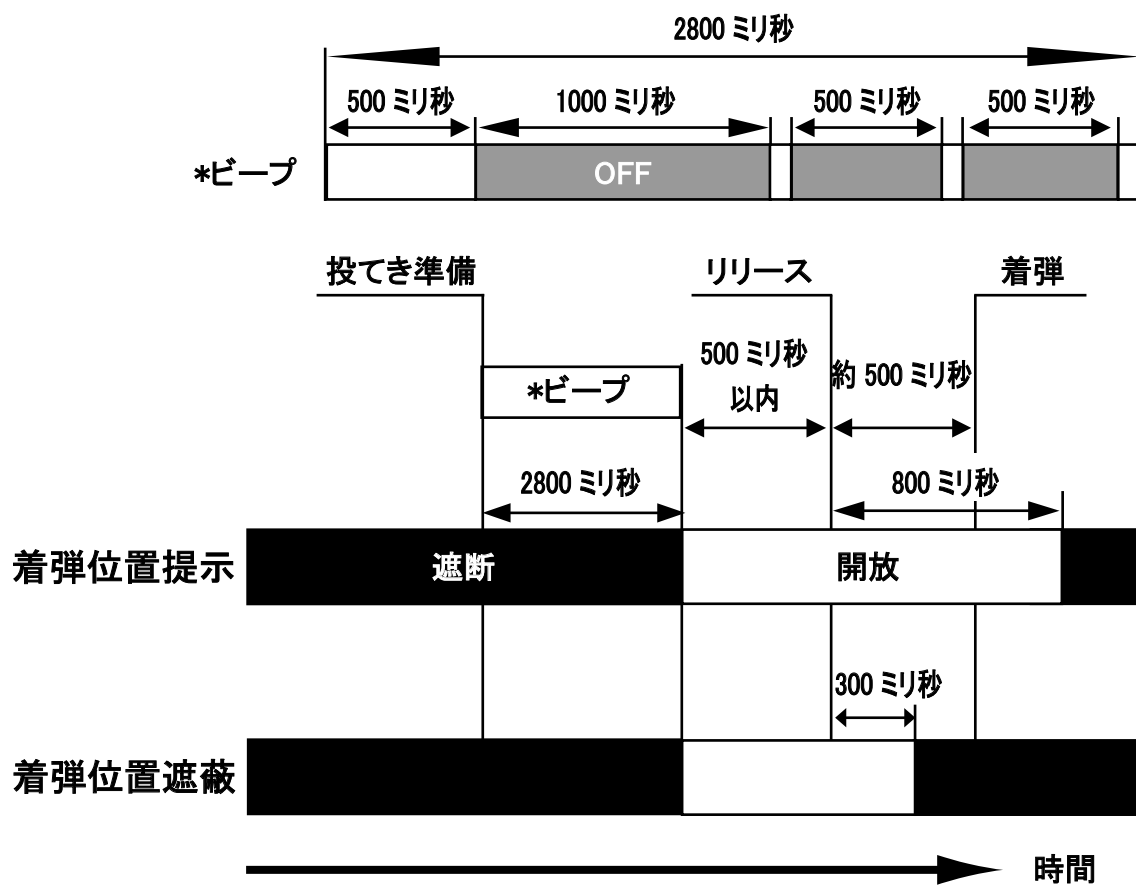 2800 ミリ秒
500 ミリ秒
1000 ミリ秒
500 ミリ秒
500 ミリ秒
*ビープ
OFF
投てき準備
リリース
着弾
500 ミリ秒
以内
約 500 ミリ秒
*ビープ
2800 ミリ秒
800 ミリ秒
着弾位置提示
遮断
開放
300 ミリ秒
着弾位置遮蔽
時間